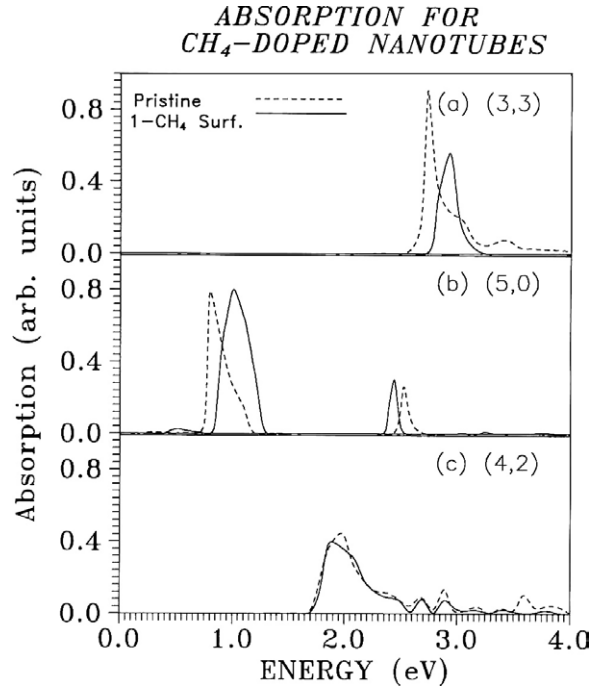 ABSORPTION FOR
CH₄-DOPED NANOTUBES
Pristine
1-CH₄ Surf.
(a) (3,3)
0.8
0.4
0.0
(b) (5,0)
0.8
0.4
0.0
(c) (4,2)
0.8
0.4
0.0
Absorption (arb. units)
0.0 1.0 2.0 3.0 4.0
ENERGY (eV)